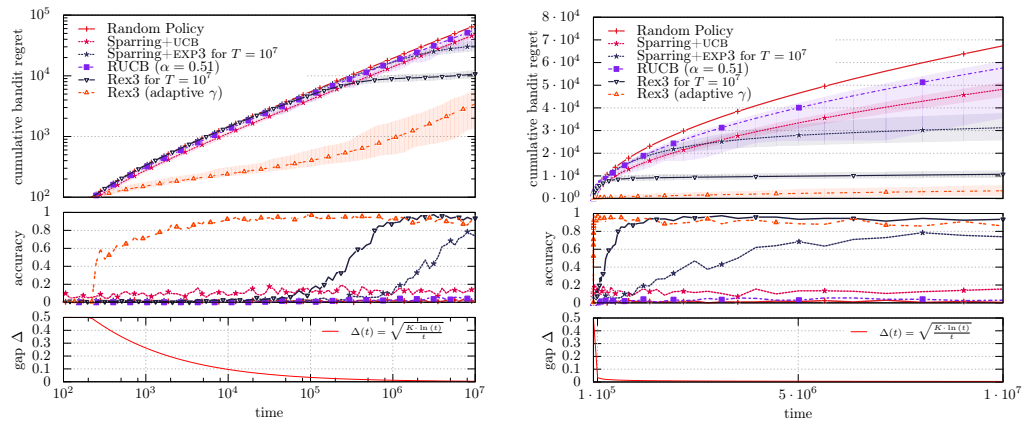 10^5
10^4
10^3
10^2
cumulative bandit regret
Random Policy
Sparring+UCB
Sparring+EXP3 for T = 10^7
RUCB (α = 0.51)
Rex3 for T = 10^7
Rex3 (adaptive γ)
1
0.8
0.6
0.4
0.2
0
accuracy
0.5
0.4
0.3
0.2
0.1
0
gap Δ
Δ(t) = √(K·ln(t)/t)
10^2 10^3 10^4 10^5 10^6 10^7
time
8 · 10^4
7 · 10^4
6 · 10^4
5 · 10^4
4 · 10^4
3 · 10^4
2 · 10^4
1 · 10^4
0 · 10^0
cumulative bandit regret
Random Policy
Sparring+UCB
Sparring+EXP3 for T = 10^7
RUCB (α = 0.51)
Rex3 for T = 10^7
Rex3 (adaptive γ)
1
0.8
0.6
0.4
0.2
0
accuracy
0.5
0.4
0.3
0.2
0.1
0
gap Δ
Δ(t) = √(K·ln(t)/t)
1 · 10^5 5 · 10^6 1 · 10^7
time